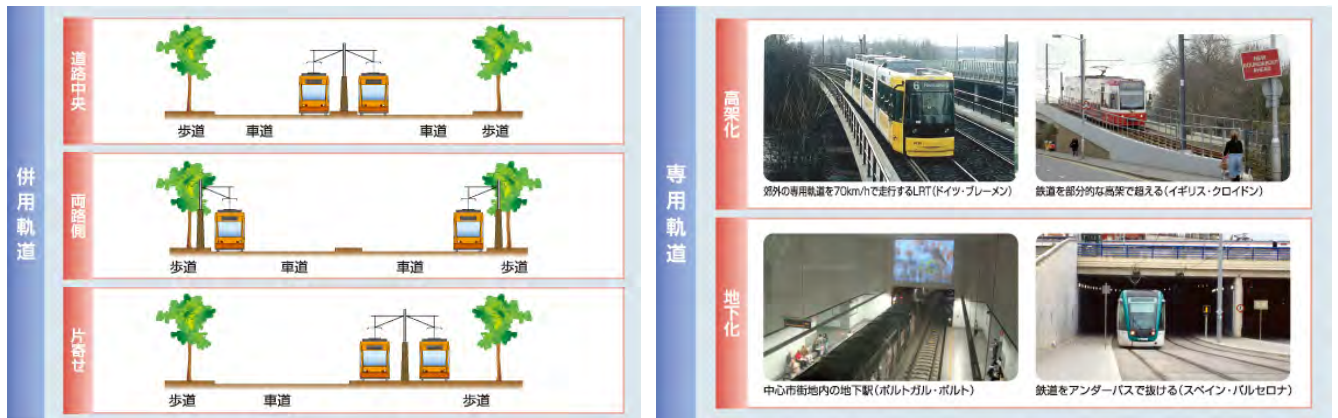 併用軌道
道路中央
歩道 車道 車道 歩道
両路側
歩道 車道 車道 歩道
片寄せ
歩道 車道 歩道
専用軌道
高架化
郊外の専用軌道を70km/hで走行するLRT(ドイツ・ブレーメン)
鉄道を部分的な高架で超える(イギリス・クロイドン)
地下化
中心市街地内の地下駅(ポルトガル・ポルト)
鉄道をアンダーパスで抜ける(スペイン・バルセロナ)